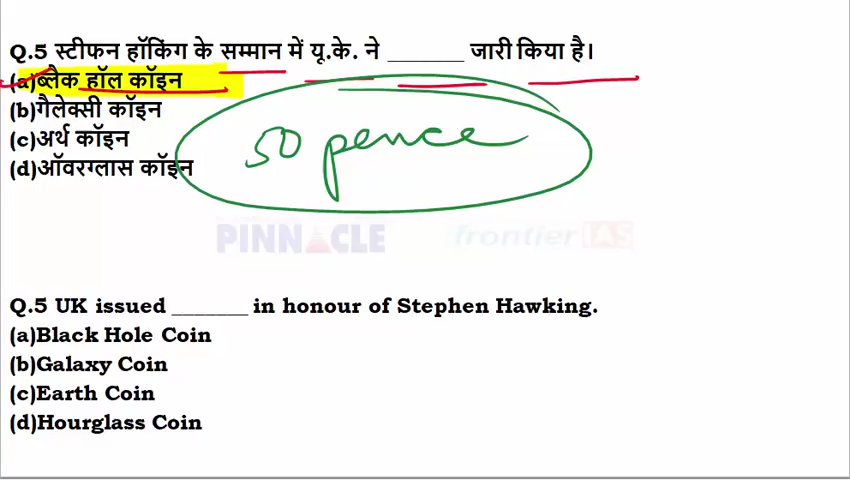 Q.5 स्टीफन हॉकिंग के सम्मान में यू.के. ने _______ जारी किया है।
(a)ब्लैक हॉल कॉइन
(b)गैलेक्सी कॉइन
(c)अर्थ कॉइन
(d)ऑवरग्लास कॉइन
50 pence
PINNACLE frontier IAS
Q.5 UK issued _______ in honour of Stephen Hawking.
(a)Black Hole Coin
(b)Galaxy Coin
(c)Earth Coin
(d)Hourglass Coin